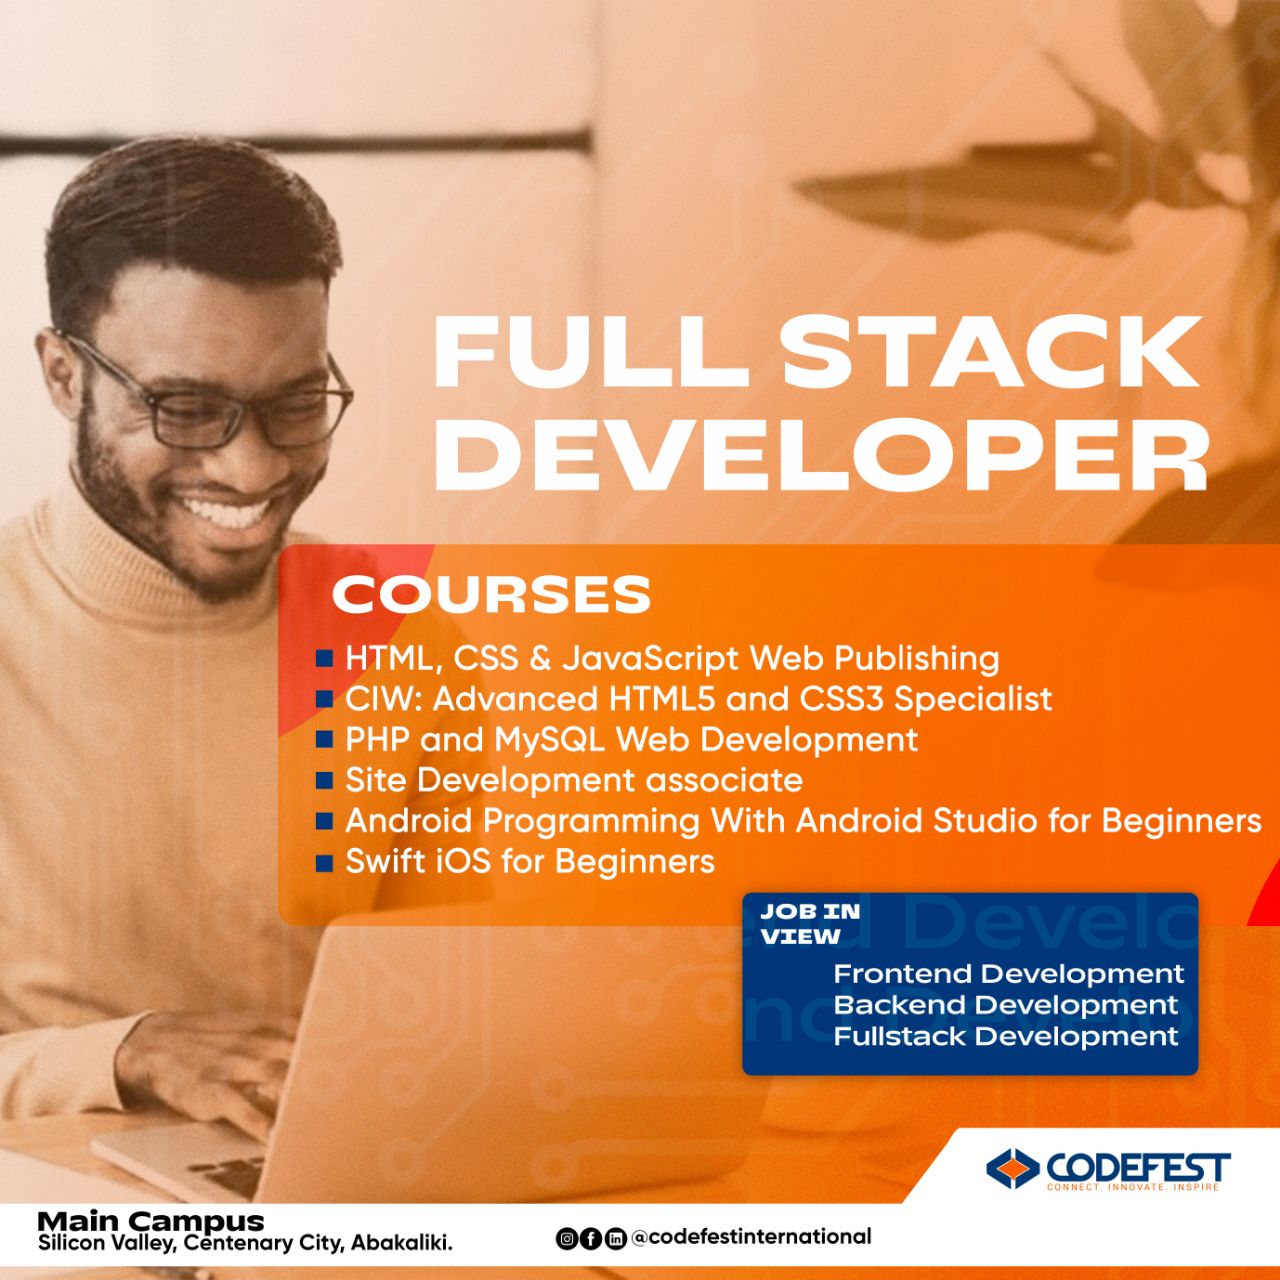 FULL STACK
DEVELOPER
COURSES
HTML, CSS & JavaScript Web Publishing
CIW: Advanced HTML5 and CSS3 Specialist
PHP and MySQL Web Development
Site Development associate
Android Programming With Android Studio for Beginners
Swift iOS for Beginners
JOB IN
VIEW
Frontend Development
Backend Development
Fullstack Development
CODEFEST
CONNECT. INNOVATE. INSPIRE
Main Campus
Silicon Valley, Centenary City, Abakaliki.
@codefestinternational